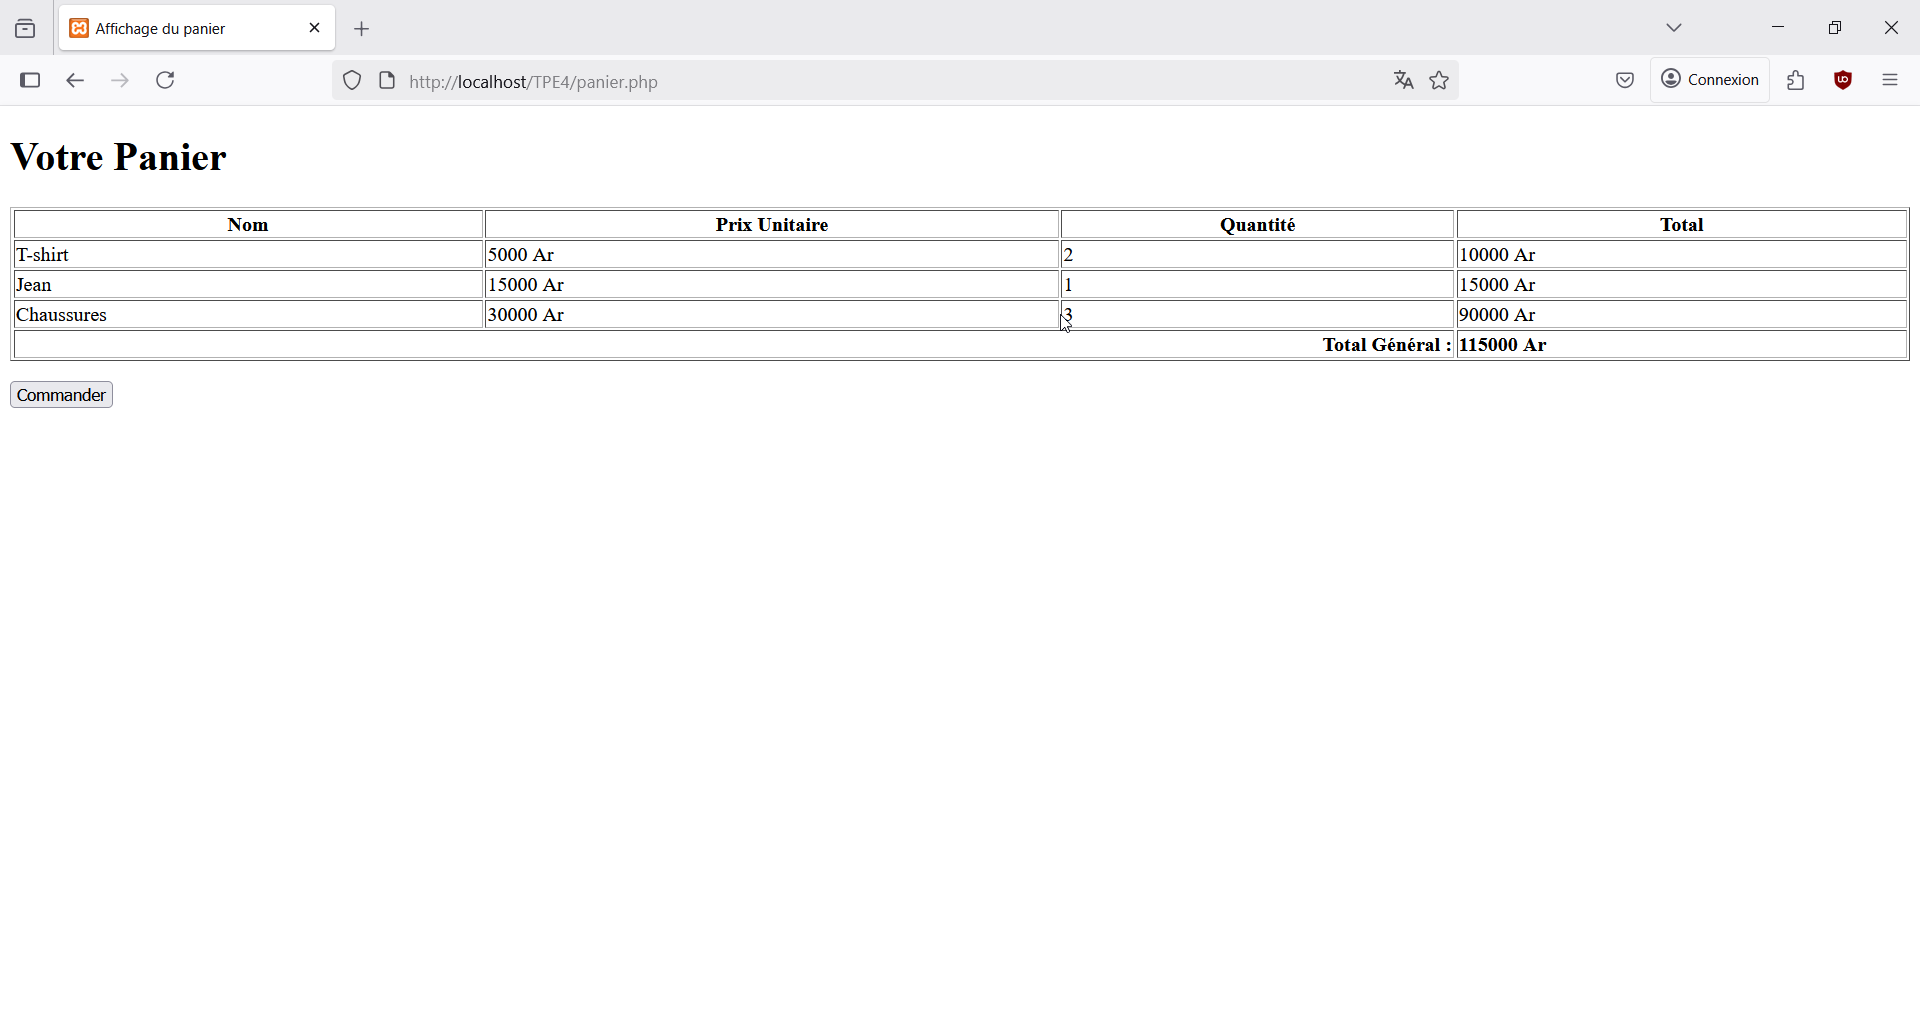 Affichage du panier
http://localhost/TPE4/panier.php
Connexion
Votre Panier
Nom Prix Unitaire Quantité Total
T-shirt 5000 Ar 2 10000 Ar
Jean 15000 Ar 1 15000 Ar
Chaussures 30000 Ar 3 90000 Ar
Total Général : 115000 Ar
Commander